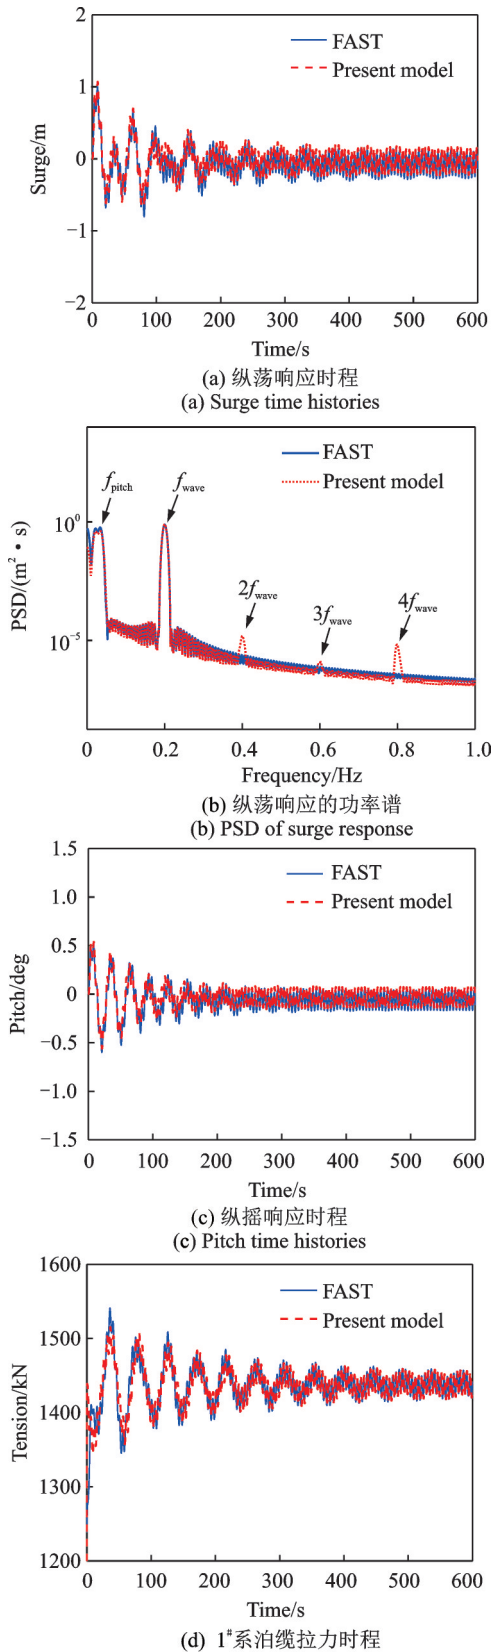 2
FAST
Present model
1
Surge/m
0
−1
−2
0 100 200 300 400 500 600
Time/s
(a) 纵荡响应时程
(a) Surge time histories
FAST
Present model
f_pitch
f_wave
10^0
PSD/(m²·s)
2f_wave
3f_wave
4f_wave
10^−5
0 0.2 0.4 0.6 0.8 1.0
Frequency/Hz
(b) 纵荡响应的功率谱
(b) PSD of surge response
1.5
FAST
1.0
Present model
0.5
Pitch/deg
0
−0.5
−1.0
−1.5
0 100 200 300 400 500 600
Time/s
(c) 纵摇响应时程
(c) Pitch time histories
1600
FAST
Present model
1500
Tension/kN
1400
1300
1200
0 100 200 300 400 500 600
Time/s
(d) 1#系泊缆拉力时程